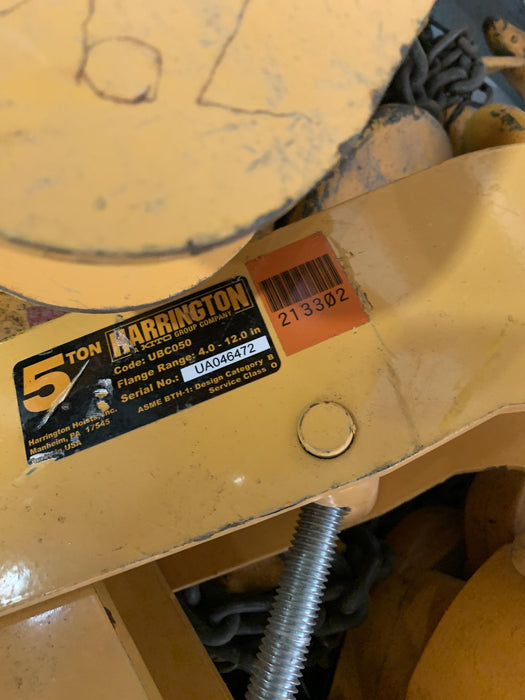 HARRINGTON
KITO GROUP COMPANY
5 TON
Code: UBC050
Flange Range: 4.0 - 12.0 in
Serial No.: UA046472
ASME BTH-1: Design Category B
Service Class 0
Harrington Hoists, Inc.
Manheim, PA 17545
USA
213302